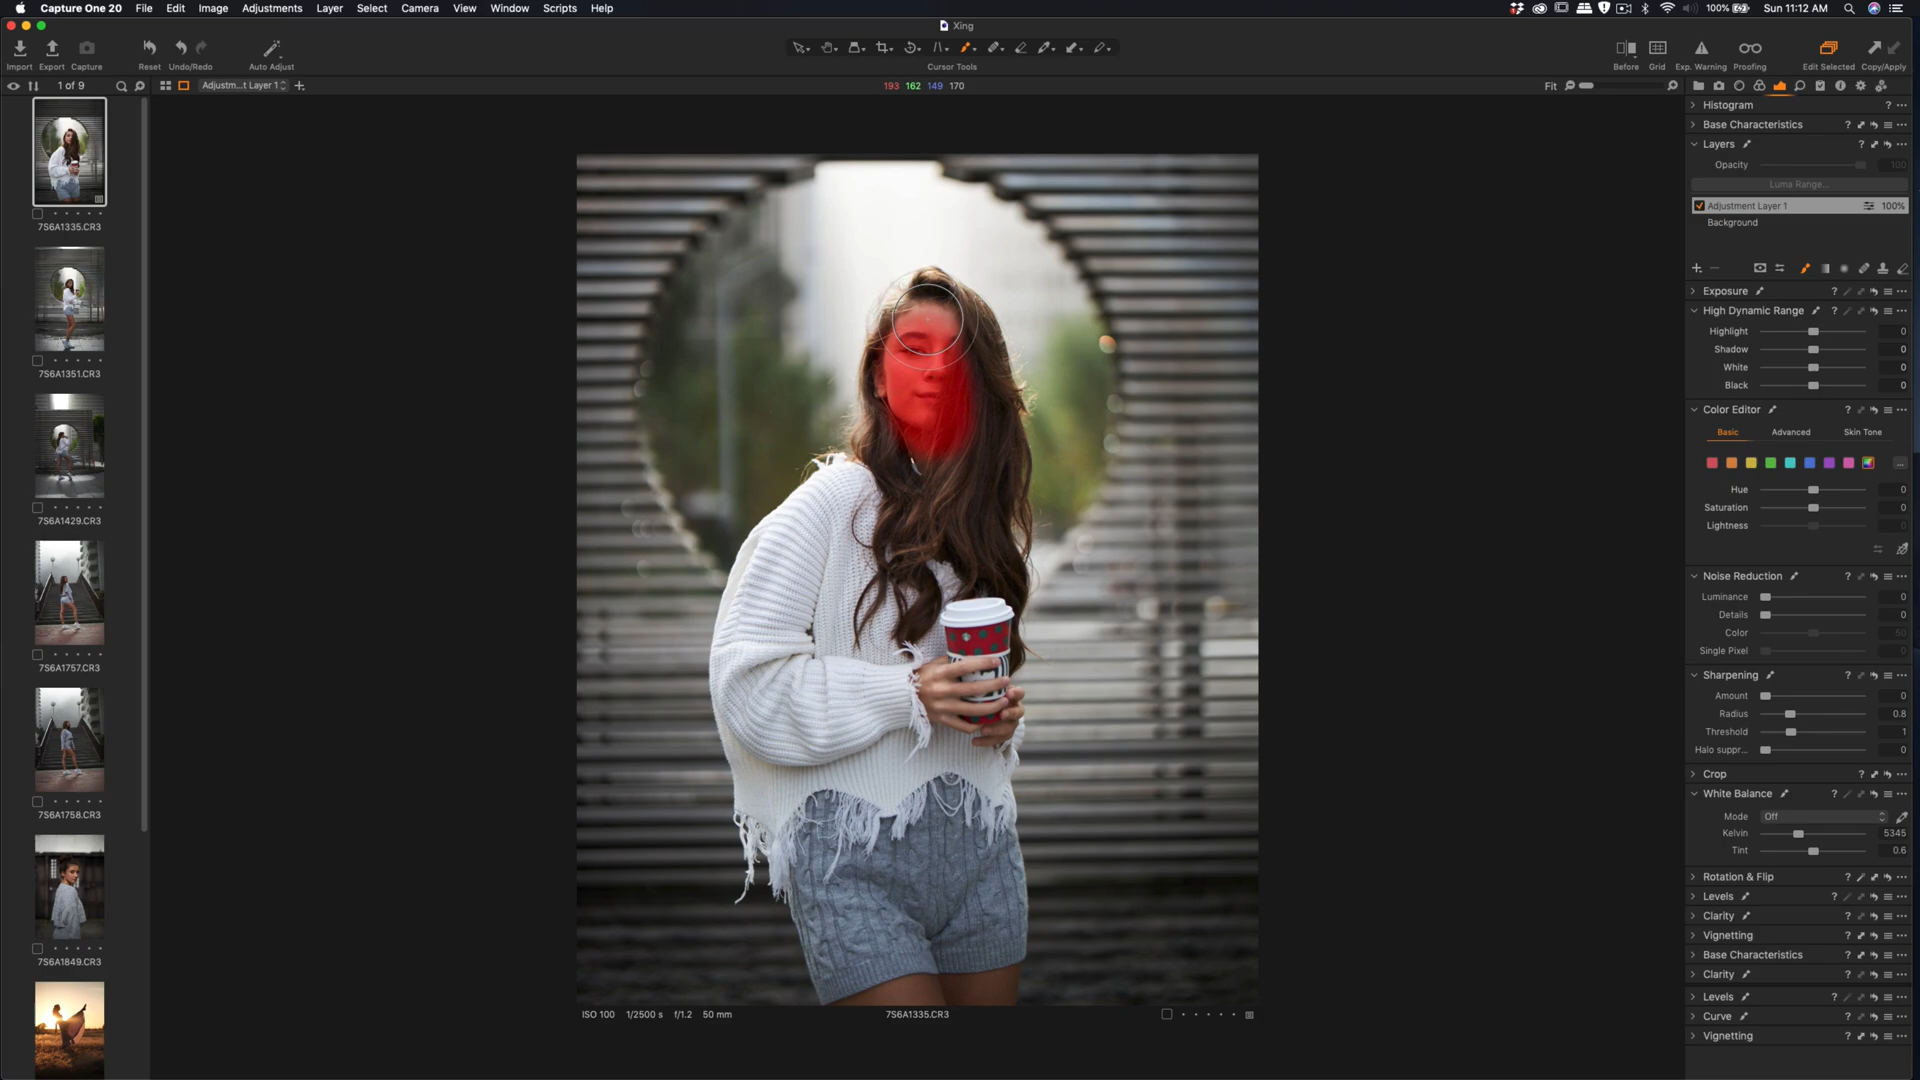 Capture One 20 File Edit Image Adjustments Layer Select Camera View Window Scripts Help 100% Sun 11:12 AM
Xing
Import Export Capture Reset Undo/Redo Auto Adjust Cursor Tools Before Grid Exp. Warning Proofing Edit Selected Copy/Apply
1 of 9 Adjustm...t Layer 1 193 162 149 170 Fit
7S6A1335.CR3
7S6A1351.CR3
7S6A1429.CR3
7S6A1757.CR3
7S6A1758.CR3
7S6A1849.CR3
ISO 100 1/2500 s f/1.2 50 mm 7S6A1335.CR3
Histogram ? ...
Base Characteristics ? ...
Layers ? ...
Opacity 100
Luma Range...
Adjustment Layer 1 100%
Background
Exposure ? ...
High Dynamic Range ? ...
Highlight 0
Shadow 0
White 0
Black 0
Color Editor ? ...
Basic Advanced Skin Tone
...
Hue 0
Saturation 0
Lightness 0
Noise Reduction ? ...
Luminance 0
Details 0
Color 50
Single Pixel 0
Sharpening ? ...
Amount 0
Radius 0.8
Threshold 1
Halo suppr... 0
Crop ? ...
White Balance ? ...
Mode Off
Kelvin 5345
Tint 0.6
Rotation & Flip ? ...
Levels ? ...
Clarity ? ...
Vignetting ? ...
Base Characteristics ? ...
Clarity ? ...
Levels ? ...
Curve ? ...
Vignetting ? ...